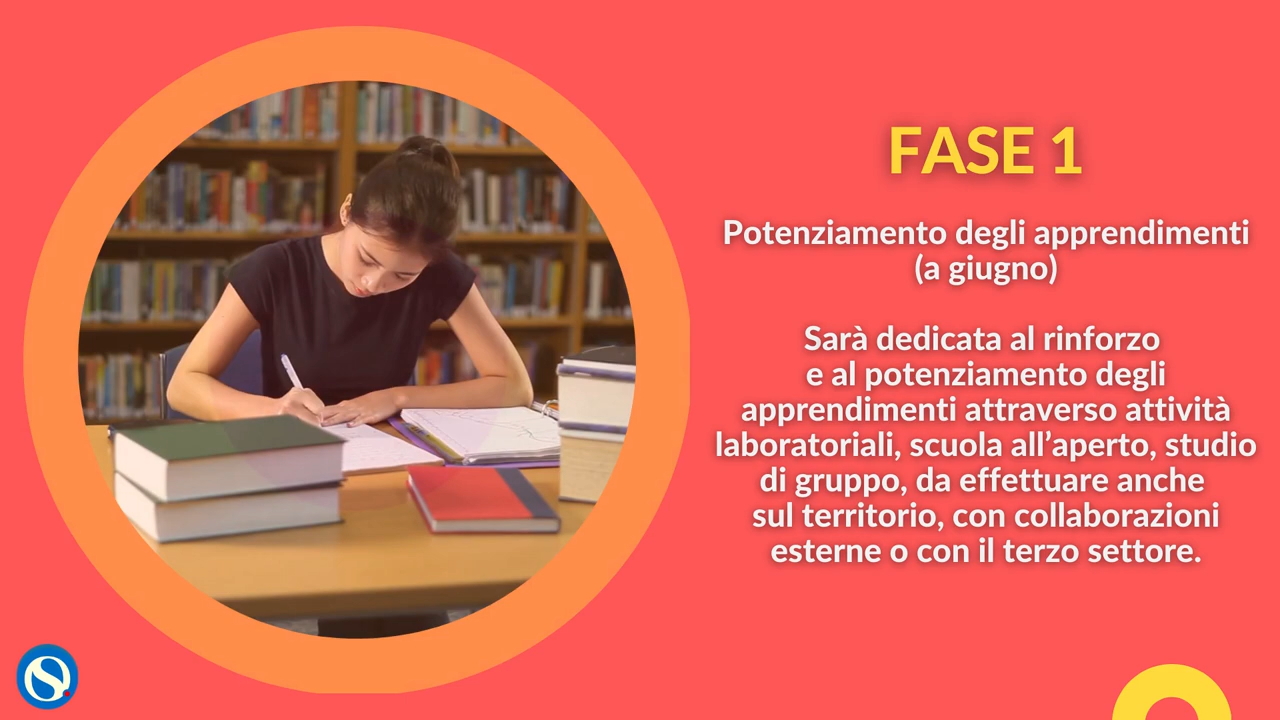 FASE 1
Potenziamento degli apprendimenti
(a giugno)
Sarà dedicata al rinforzo
e al potenziamento degli
apprendimenti attraverso attività
laboratoriali, scuola all’aperto, studio
di gruppo, da effettuare anche
sul territorio, con collaborazioni
esterne o con il terzo settore.
S.